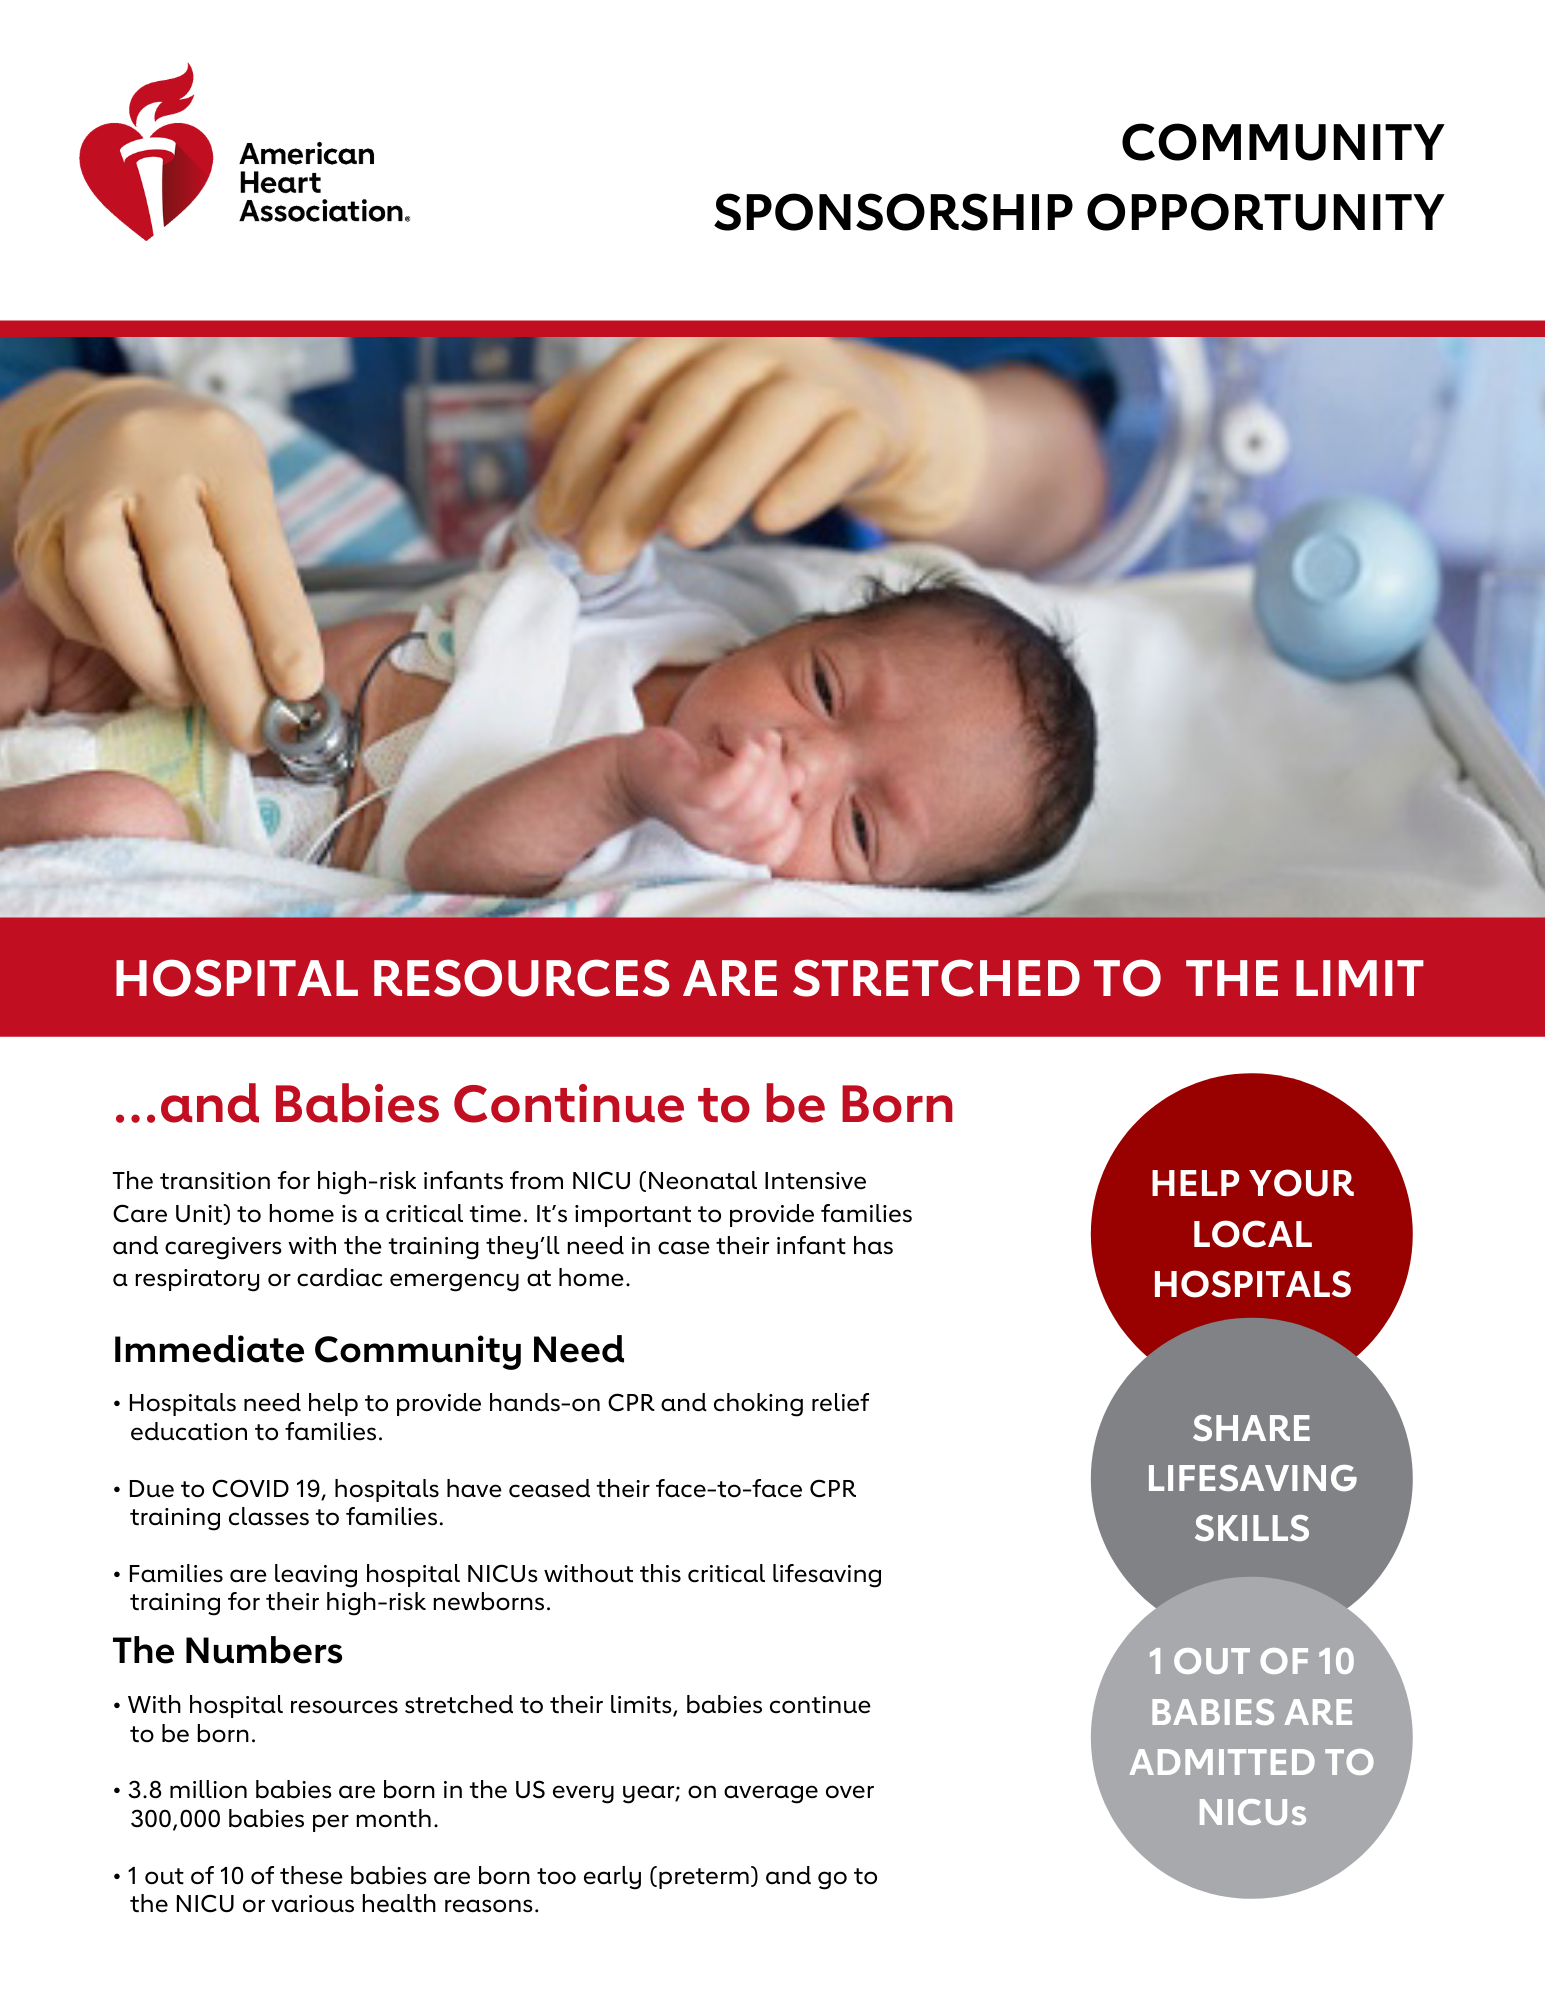 American
Heart
Association®
COMMUNITY
SPONSORSHIP OPPORTUNITY
HOSPITAL RESOURCES ARE STRETCHED TO THE LIMIT
...and Babies Continue to be Born
The transition for high-risk infants from NICU (Neonatal Intensive
Care Unit) to home is a critical time. It's important to provide families
and caregivers with the training they'll need in case their infant has
a respiratory or cardiac emergency at home.
Immediate Community Need
• Hospitals need help to provide hands-on CPR and choking relief
education to families.
• Due to COVID 19, hospitals have ceased their face-to-face CPR
training classes to families.
• Families are leaving hospital NICUs without this critical lifesaving
training for their high-risk newborns.
The Numbers
• With hospital resources stretched to their limits, babies continue
to be born.
• 3.8 million babies are born in the US every year; on average over
300,000 babies per month.
• 1 out of 10 of these babies are born too early (preterm) and go to
the NICU or various health reasons.
HELP YOUR
LOCAL
HOSPITALS
SHARE
LIFESAVING
SKILLS
1 OUT OF 10
BABIES ARE
ADMITTED TO
NICUs